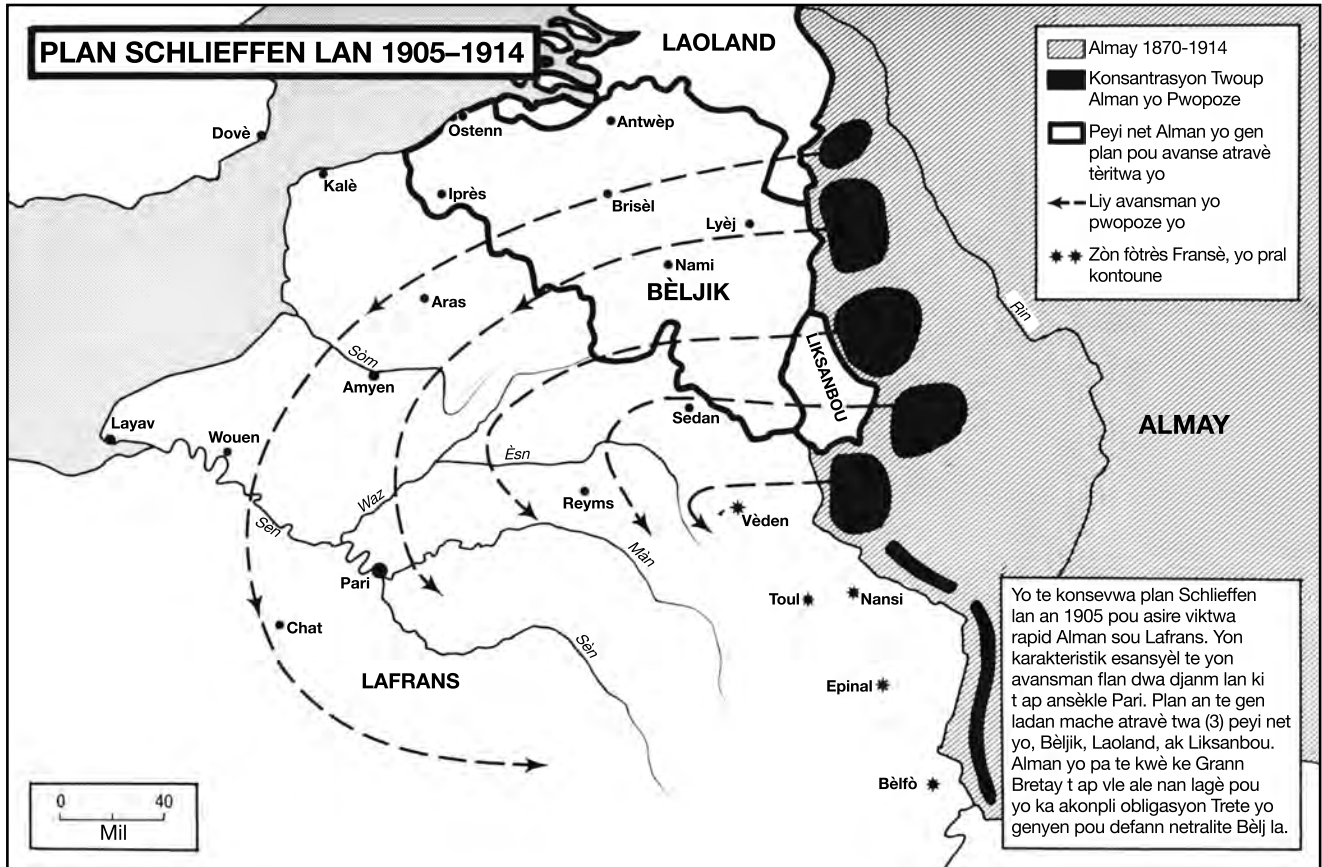 PLAN SCHLIEFFEN LAN 1905–1914
LAOLAND
Almay 1870-1914
Konsantrasyon Twoup
Alman yo Pwopoze
Peyi net Alman yo gen
plan pou avanse atravè
tèritwa yo
Liy avansman yo
pwopoze yo
Zòn fòtrès Fransè, yo pral
kontoune
Dovè
Ostenn
Antwèp
Kalè
Iprès
Brisèl
Lyèj
Nami
BÈLJIK
Aras
Rin
LIKSANBOU
Sòm
Amyen
Sedan
ALMAY
Layav
Wouen
Èsn
Waz
Reyms
Vèden
Sèn
Màn
Pari
Toul
Nansi
Chat
Sèn
LAFRANS
Epinal
Bèlfò
0 40
Mil
Yo te konsevwa plan Schlieffen
lan an 1905 pou asire viktwa
rapid Alman sou Lafrans. Yon
karakteristik esansyèl te yon
avansman flan dwa djanm lan ki
t ap ansèkle Pari. Plan an te gen
ladan mache atravè twa (3) peyi net
yo, Bèljik, Laoland, ak Liksanbou.
Alman yo pa te kwè ke Grann
Bretay t ap vle ale nan lagè pou
yo ka akonpli obligasyon Trete yo
genyen pou defann netralite Bèlj la.